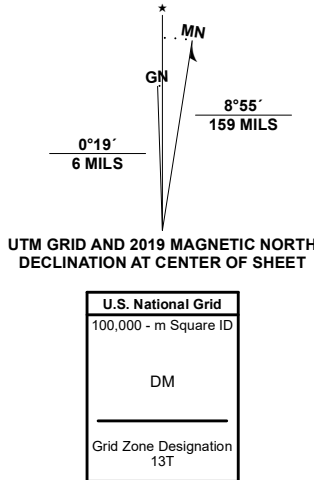 ★
MN
GN
8°55´
159 MILS
0°19´
6 MILS
UTM GRID AND 2019 MAGNETIC NORTH
DECLINATION AT CENTER OF SHEET
U.S. National Grid
100,000 - m Square ID
DM
Grid Zone Designation
13T